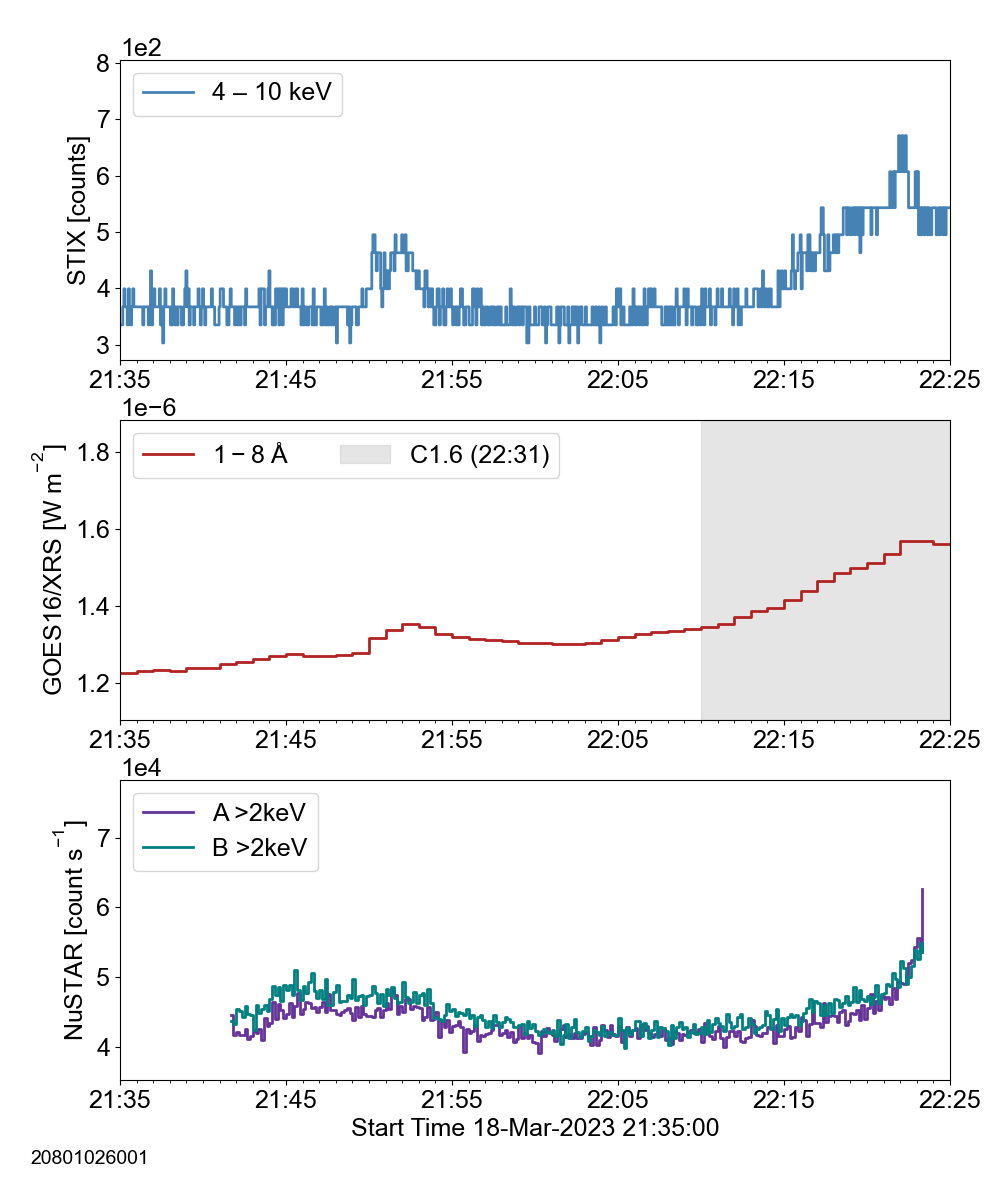 1e2
8
7
6
5
4
3
STIX [counts]
4 – 10 keV
21:35 21:45 21:55 22:05 22:15 22:25
1e−6
1.8
1.6
1.4
1.2
GOES16/XRS [W m⁻²]
1 – 8 Å C1.6 (22:31)
21:35 21:45 21:55 22:05 22:15 22:25
1e4
7
6
5
4
NuSTAR [count s⁻¹]
A >2keV
B >2keV
21:35 21:45 21:55 22:05 22:15 22:25
Start Time 18-Mar-2023 21:35:00
20801026001